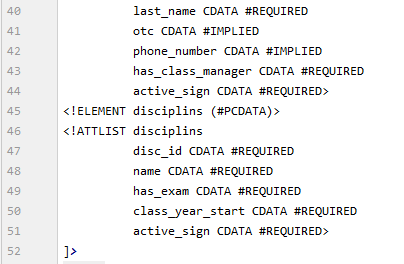 40 last_name CDATA #REQUIRED
41 otc CDATA #IMPLIED
42 phone_number CDATA #IMPLIED
43 has_class_manager CDATA #REQUIRED
44 active_sign CDATA #REQUIRED>
45 <!ELEMENT disciplins (#PCDATA)>
46 <!ATTLIST disciplins
47 disc_id CDATA #REQUIRED
48 name CDATA #REQUIRED
49 has_exam CDATA #REQUIRED
50 class_year_start CDATA #REQUIRED
51 active_sign CDATA #REQUIRED>
52 ]>